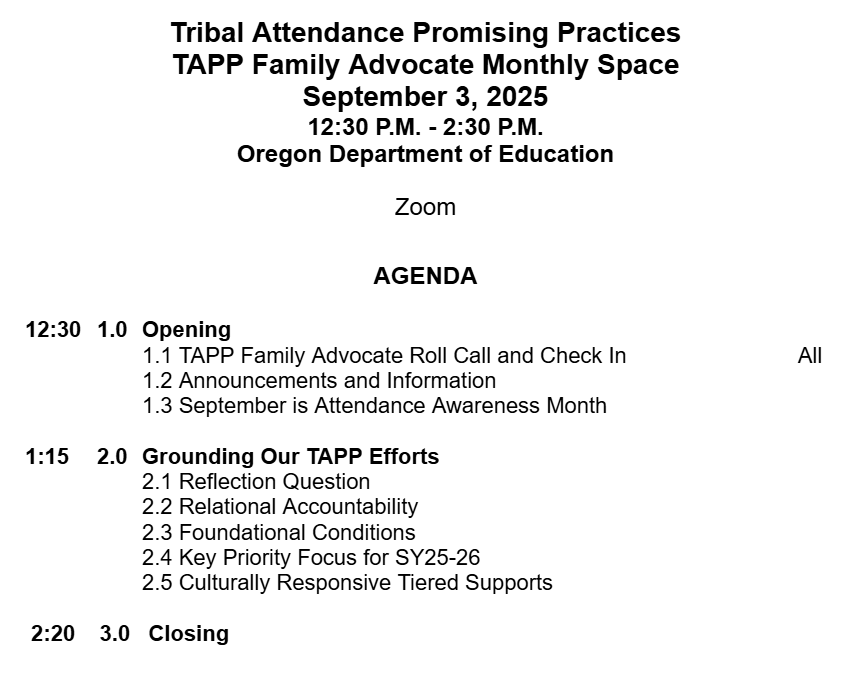 Tribal Attendance Promising Practices
TAPP Family Advocate Monthly Space
September 3, 2025
12:30 P.M. - 2:30 P.M.
Oregon Department of Education
Zoom
AGENDA
12:30 1.0 Opening
1.1 TAPP Family Advocate Roll Call and Check In All
1.2 Announcements and Information
1.3 September is Attendance Awareness Month
1:15 2.0 Grounding Our TAPP Efforts
2.1 Reflection Question
2.2 Relational Accountability
2.3 Foundational Conditions
2.4 Key Priority Focus for SY25-26
2.5 Culturally Responsive Tiered Supports
2:20 3.0 Closing